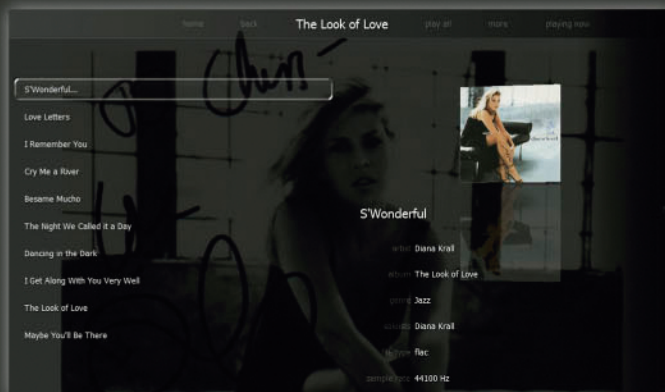 home back The Look of Love play all more playing now
S'Wonderful...
Love Letters
I Remember You
Cry Me a River
Besame Mucho
The Night We Called it a Day
Dancing in the Dark
I Get Along With You Very Well
The Look of Love
Maybe You'll Be There
S'Wonderful
artist Diana Krall
album The Look of Love
genre Jazz
Diana Krall
type flac
sample rate 44100 Hz